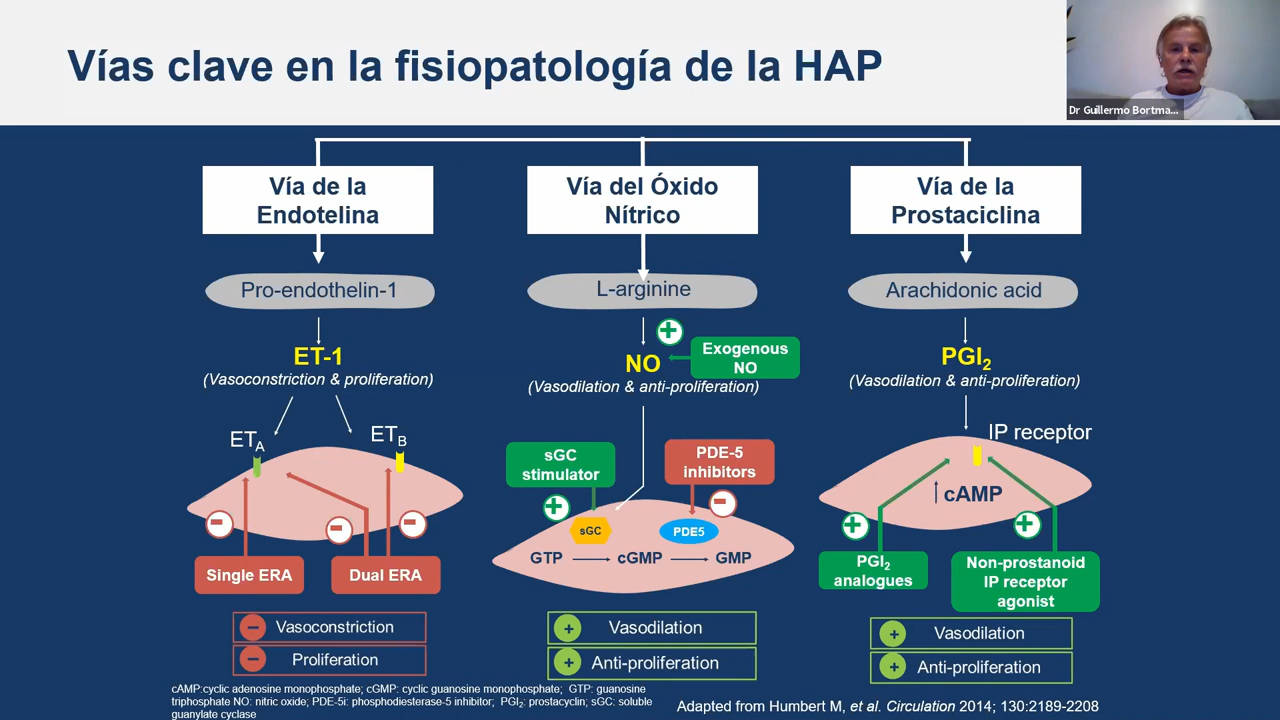 Vías clave en la fisiopatología de la HAP
Dr Guillermo Bortma...
Vía de la
Endotelina
Vía del Óxido
Nítrico
Vía de la
Prostaciclina
Pro-endothelin-1
L-arginine
Arachidonic acid
ET-1
(Vasoconstriction & proliferation)
NO
Exogenous
NO
(Vasodilation & anti-proliferation)
PGI2
(Vasodilation & anti-proliferation)
ETA
ETB
IP receptor
sGC
stimulator
PDE-5
inhibitors
cAMP
sGC
PDE5
GTP
cGMP
GMP
Single ERA
Dual ERA
PGI2
analogues
Non-prostanoid
IP receptor
agonist
Vasoconstriction
Proliferation
Vasodilation
Anti-proliferation
Vasodilation
Anti-proliferation
cAMP:cyclic adenosine monophosphate; cGMP: cyclic guanosine monophosphate; GTP: guanosine
triphosphate NO: nitric oxide; PDE-5i: phosphodiesterase-5 inhibitor; PGI2: prostacyclin; sGC: soluble
guanylate cyclase
Adapted from Humbert M, et al. Circulation 2014; 130:2189-2208